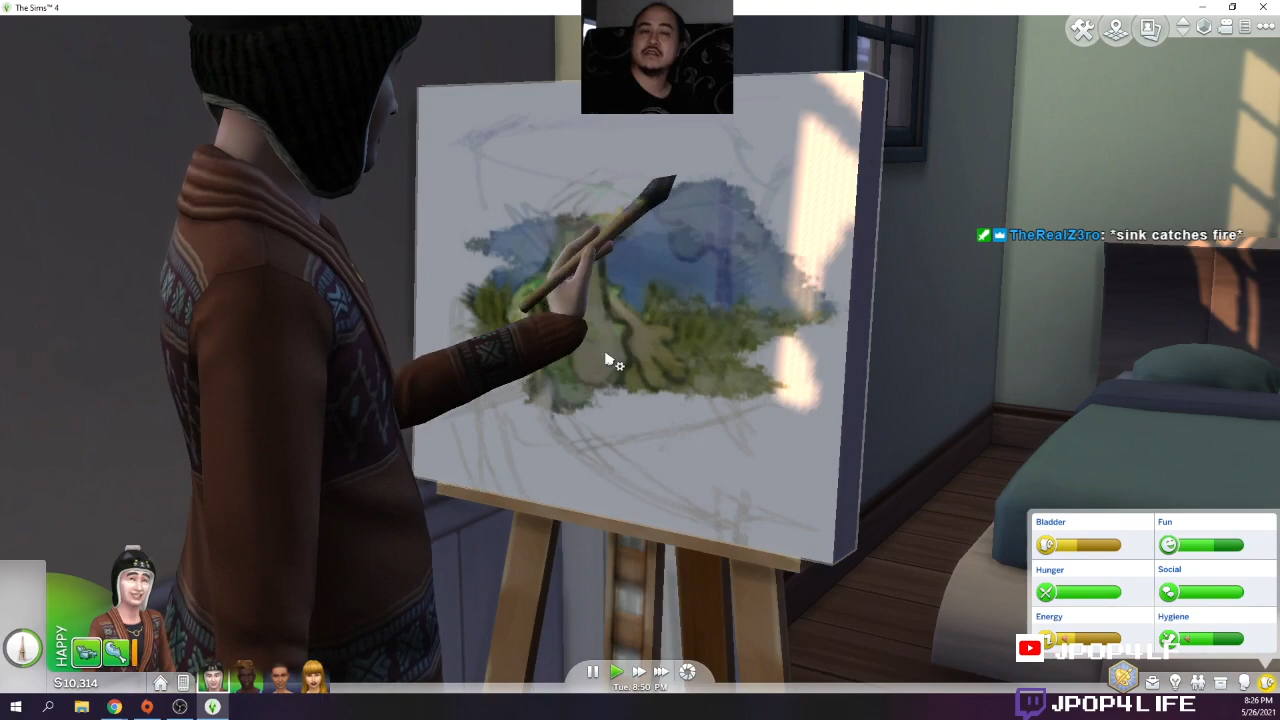 The Sims™ 4
TheRealZ3ro: *sink catches fire*
Bladder
Fun
Hunger
Social
Energy
Hygiene
HAPPY
§10,314
Tue. 8:50 PM
JPOP4LP
JPOP4LIFE
8:26 PM
5/26/2021